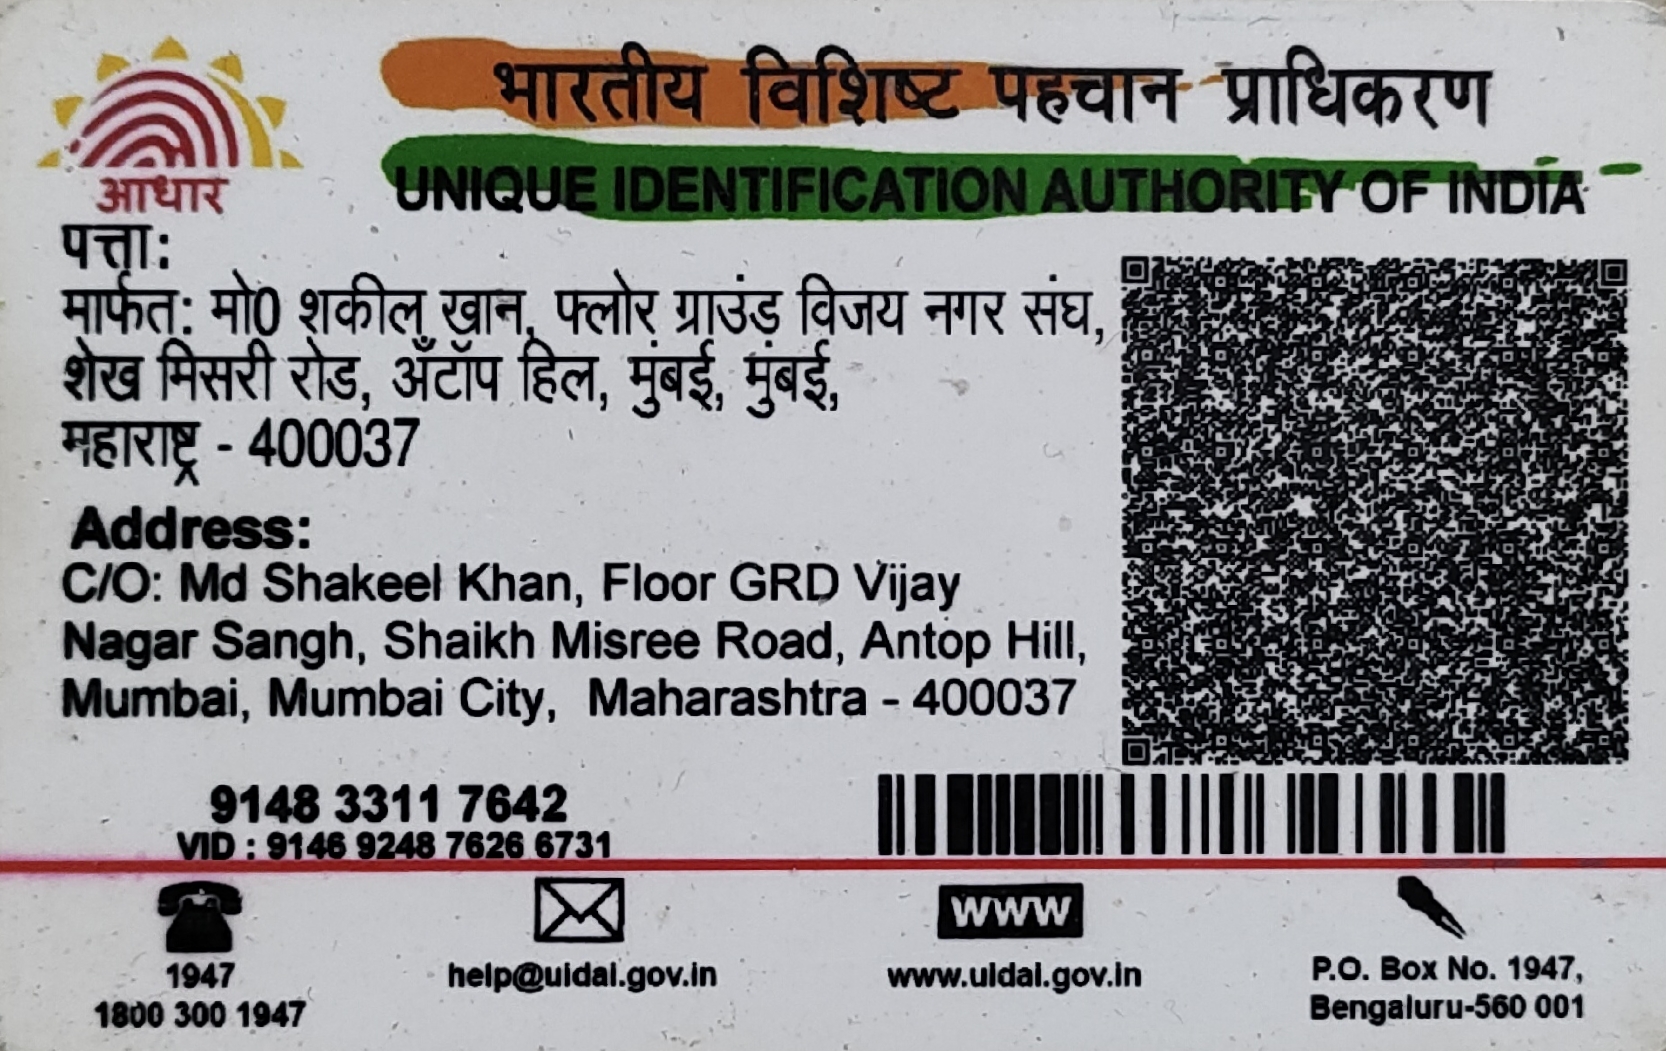 भारतीय विशिष्ट पहचान प्राधिकरण
UNIQUE IDENTIFICATION AUTHORITY OF INDIA
आधार
पत्ता:
मार्फत: मो0 शकील खान, फ्लोर ग्राउंड विजय नगर संघ,
शेख मिसरी रोड, अँटॉप हिल, मुंबई, मुंबई,
महाराष्ट्र - 400037
Address:
C/O: Md Shakeel Khan, Floor GRD Vijay
Nagar Sangh, Shaikh Misree Road, Antop Hill,
Mumbai, Mumbai City, Maharashtra - 400037
9148 3311 7642
VID : 9146 9248 7626 6731
1947
1800 300 1947
help@uidai.gov.in
www
www.uidai.gov.in
P.O. Box No. 1947,
Bengaluru-560 001